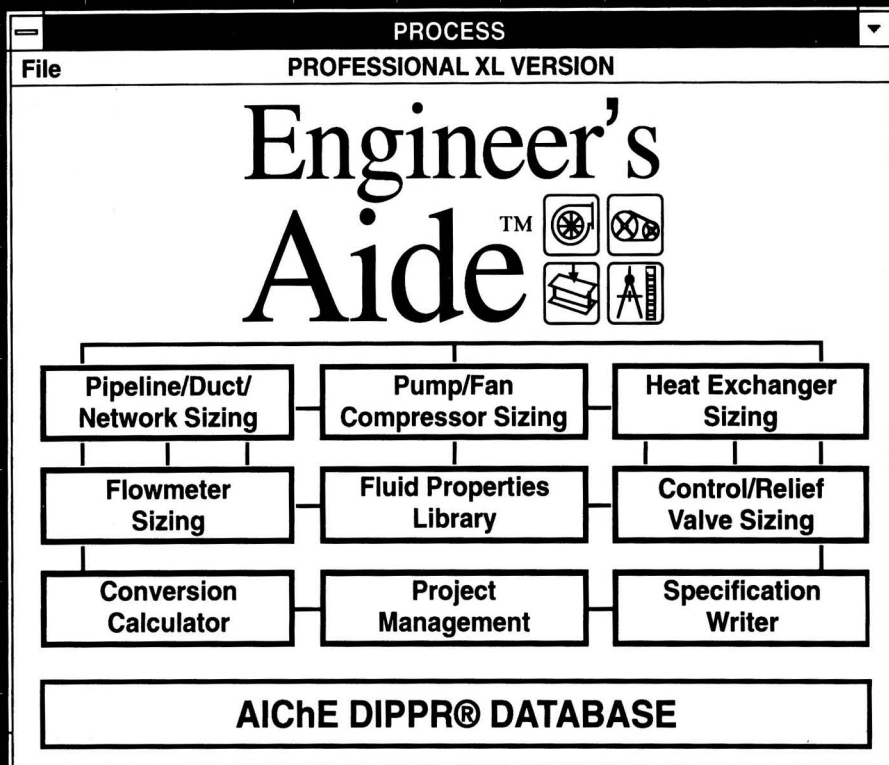 PROCESS
File PROFESSIONAL XL VERSION
Engineer's
Aide™
Pipeline/Duct/
Network Sizing
Pump/Fan
Compressor Sizing
Heat Exchanger
Sizing
Flowmeter
Sizing
Fluid Properties
Library
Control/Relief
Valve Sizing
Conversion
Calculator
Project
Management
Specification
Writer
AIChE DIPPR® DATABASE